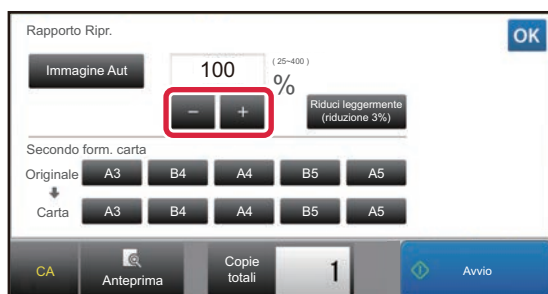 Rapporto Ripr.
OK
Immagine Aut
100
( 25~400 )
%
− +
Riduci leggermente
(riduzione 3%)
Secondo form. carta
Originale A3 B4 A4 B5 A5
Carta A3 B4 A4 B5 A5
CA
Anteprima
Copie
totali
1
Avvio